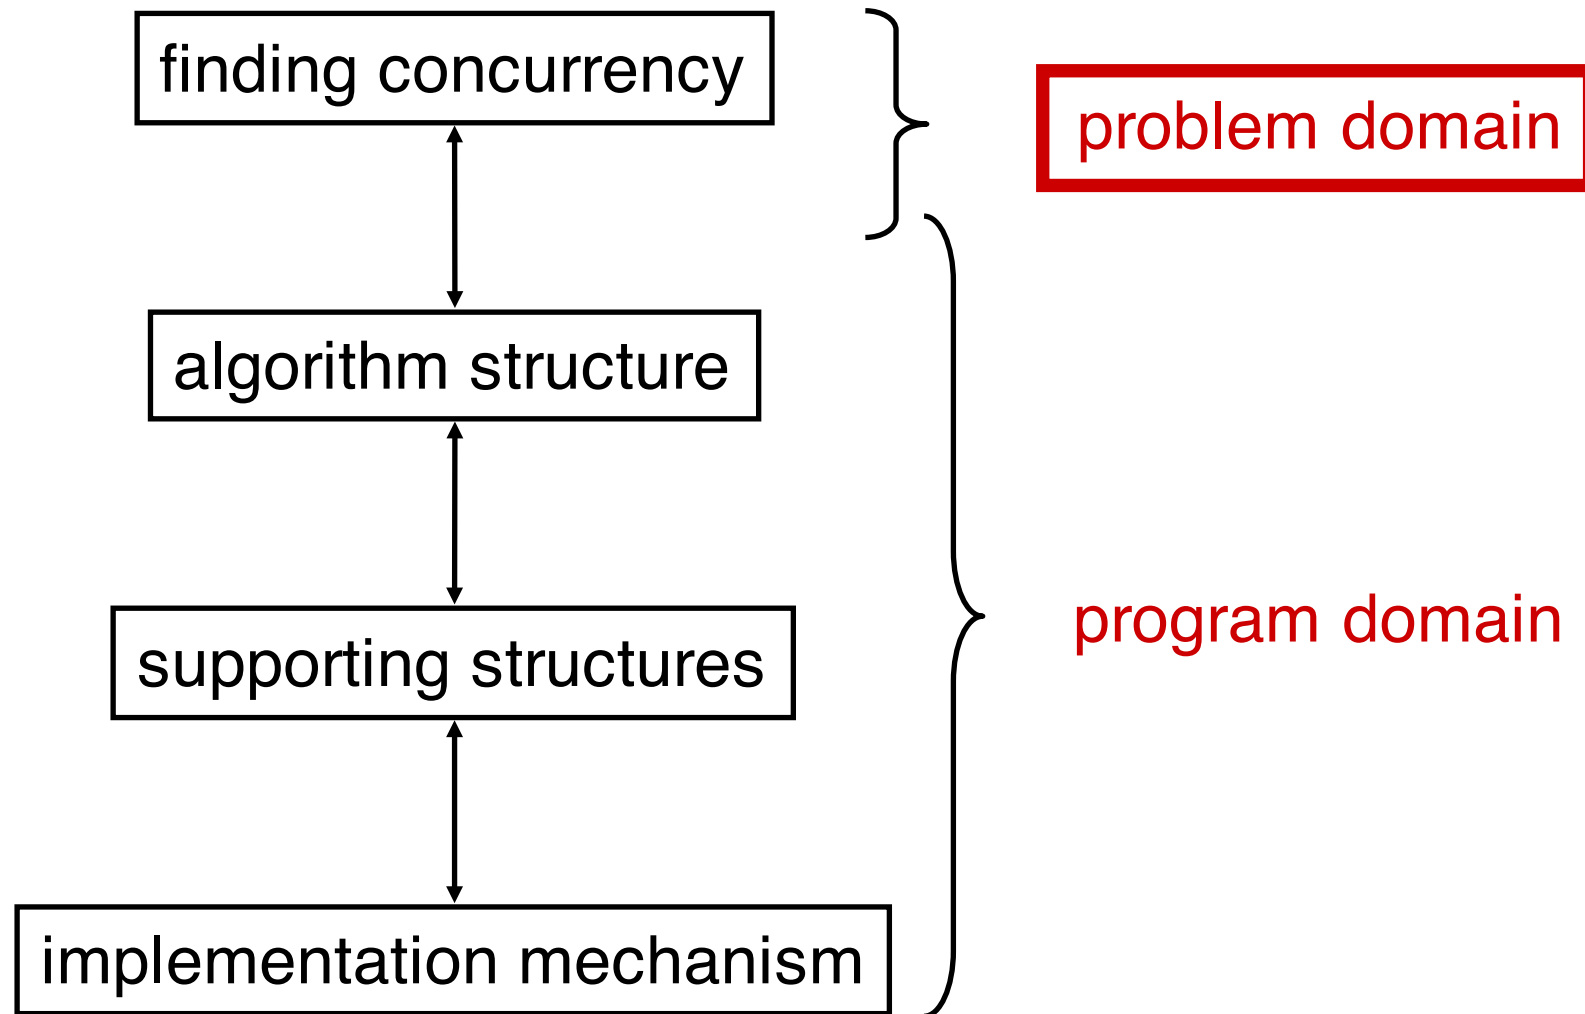 finding concurrency
problem domain
algorithm structure
program domain
supporting structures
implementation mechanism